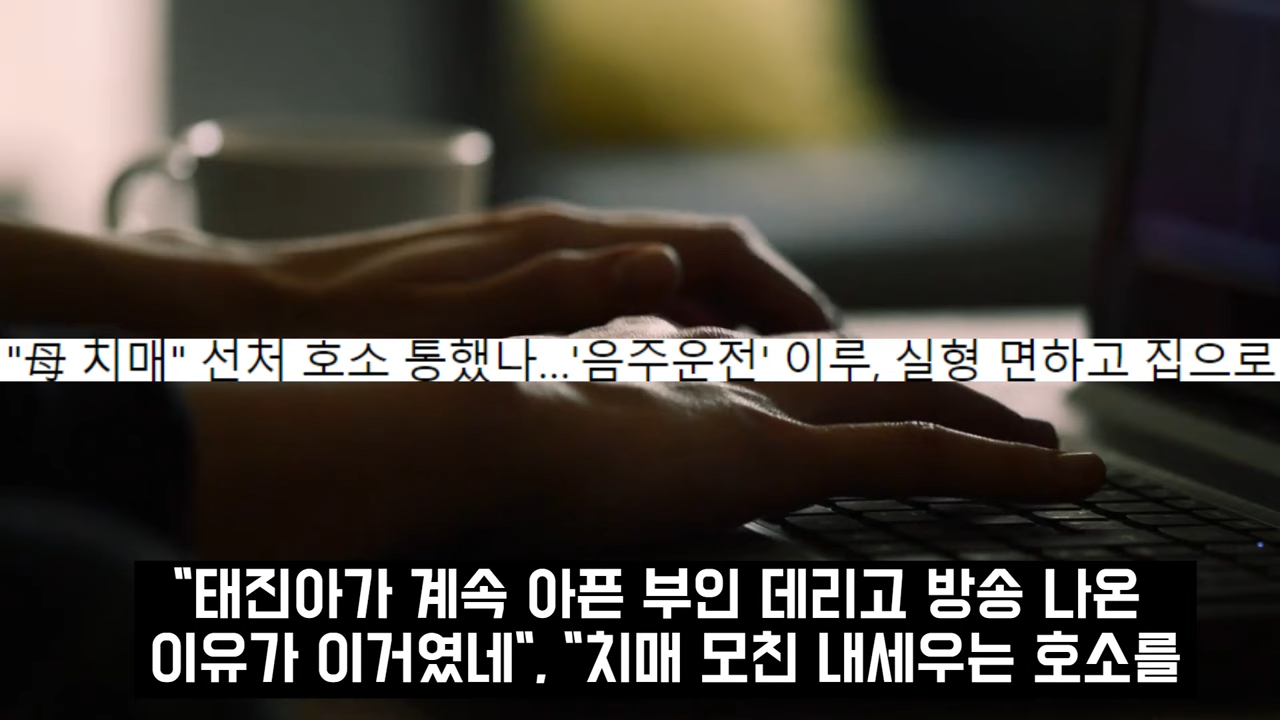 "母 치매" 선처 호소 통했나...'음주운전' 이루, 실형 면하고 집으로
"태진아가 계속 아픈 부인 데리고 방송 나온
이유가 이거였네", "치매 모친 내세우는 호소를